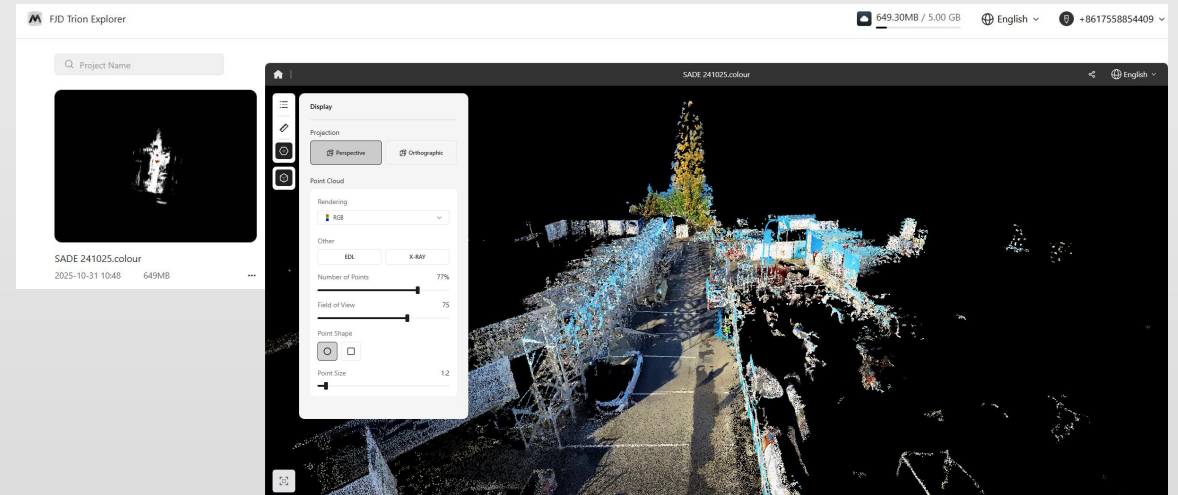 FJD Trion Explorer
649.30MB / 5.00 GB
English
+8617558854409
Project Name
SADE 241025.colour
2025-10-31 10:48 649MB
SADE 241025.colour
English
Display
Projection
Perspective
Orthographic
Point Cloud
Rendering
RGB
Other
EDL
X-RAY
Number of Points 77%
Field of View 75
Point Shape
Point Size 1.2